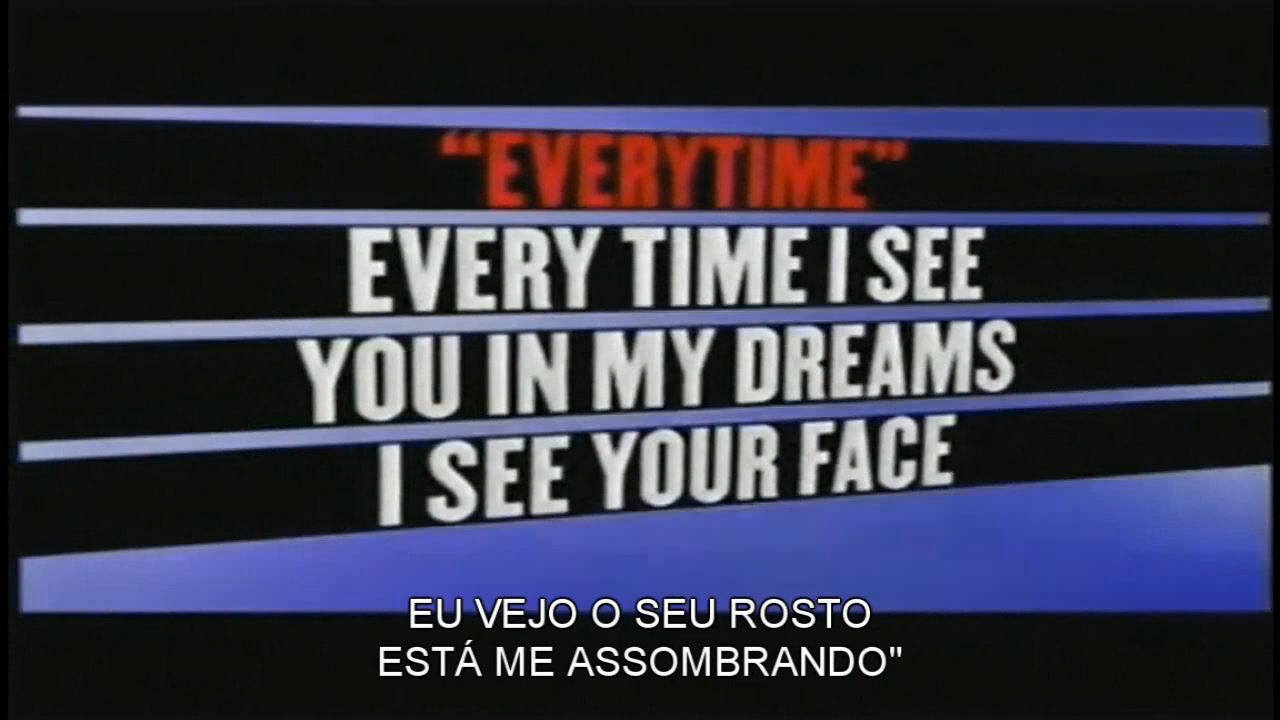 “EVERYTIME”
EVERY TIME I SEE
YOU IN MY DREAMS
I SEE YOUR FACE
EU VEJO O SEU ROSTO
ESTÁ ME ASSOMBRANDO"